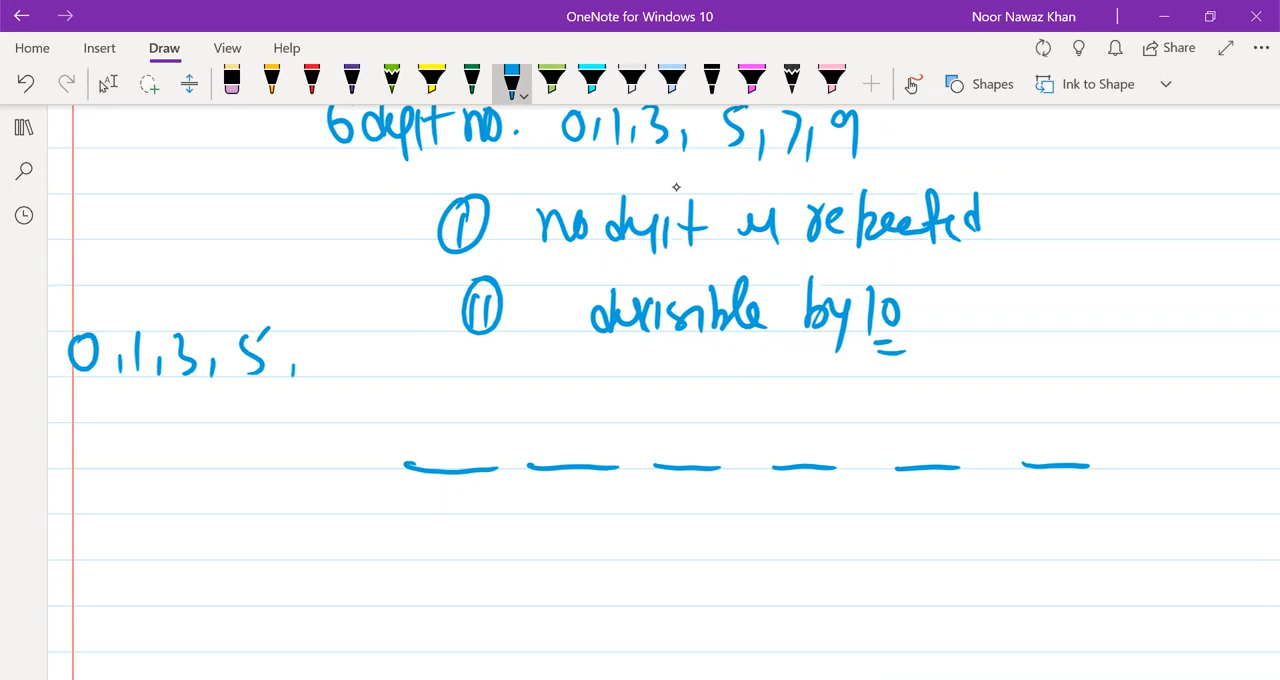 OneNote for Windows 10
Noor Nawaz Khan
Home Insert Draw View Help Share
Shapes Ink to Shape
6 digit no. 0, 1, 3, 5, 7, 9
I no digit is repeated
II divisible by 10
0, 1, 3, 5,